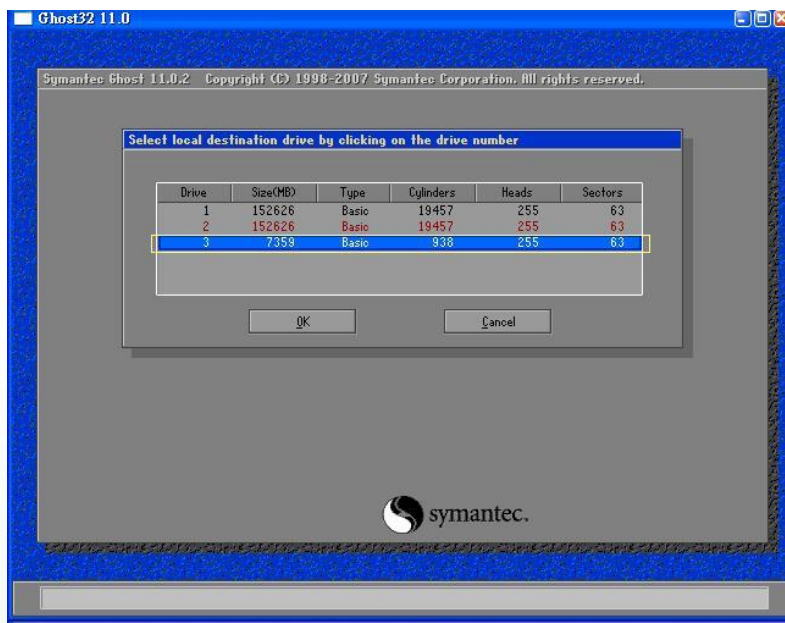 Ghost32 11.0
Symantec Ghost 11.0.2 Copyright (C) 1998-2007 Symantec Corporation. All rights reserved.
Select local destination drive by clicking on the drive number
Drive Size(MB) Type Cylinders Heads Sectors
1 152626 Basic 19457 255 63
2 152626 Basic 19457 255 63
3 7359 Basic 938 255 63
OK Cancel
symantec.